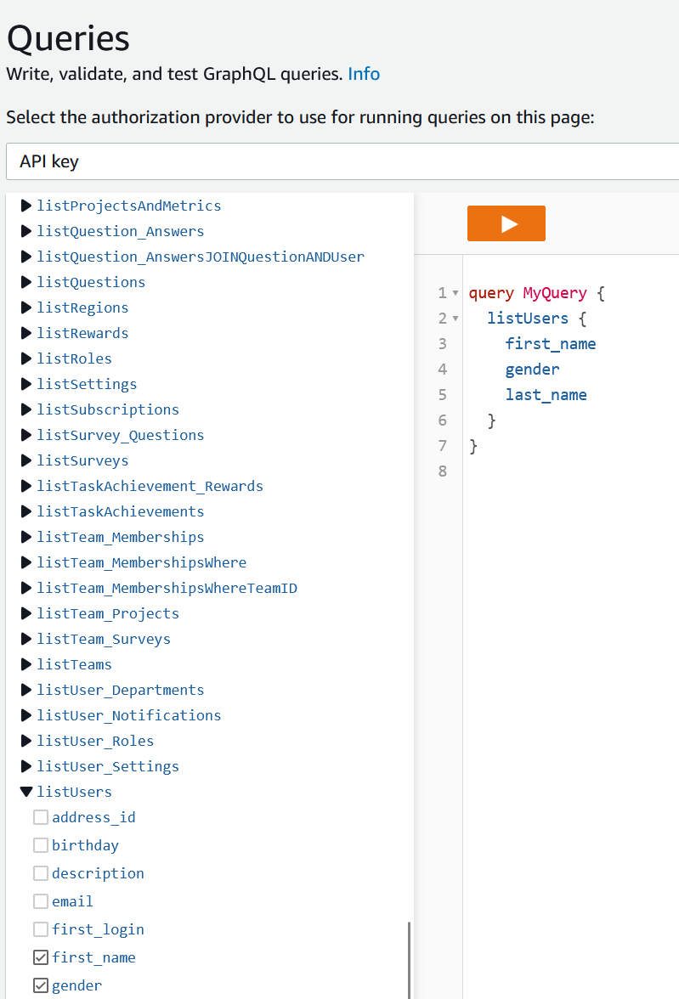 Queries
Write, validate, and test GraphQL queries. Info
Select the authorization provider to use for running queries on this page:
API key
listProjectsAndMetrics
listQuestion_Answers
listQuestion_AnswersJOINQuestionANDUser
listQuestions
listRegions
listRewards
listRoles
listSettings
listSubscriptions
listSurvey_Questions
listSurveys
listTaskAchievement_Rewards
listTaskAchievements
listTeam_Memberships
listTeam_MembershipsWhere
listTeam_MembershipsWhereTeamID
listTeam_Projects
listTeam_Surveys
listTeams
listUser_Departments
listUser_Notifications
listUser_Roles
listUser_Settings
listUsers
address_id
birthday
description
email
first_login
first_name
gender
1 query MyQuery {
2 listUsers {
3 first_name
4 gender
5 last_name
6 }
7 }
8